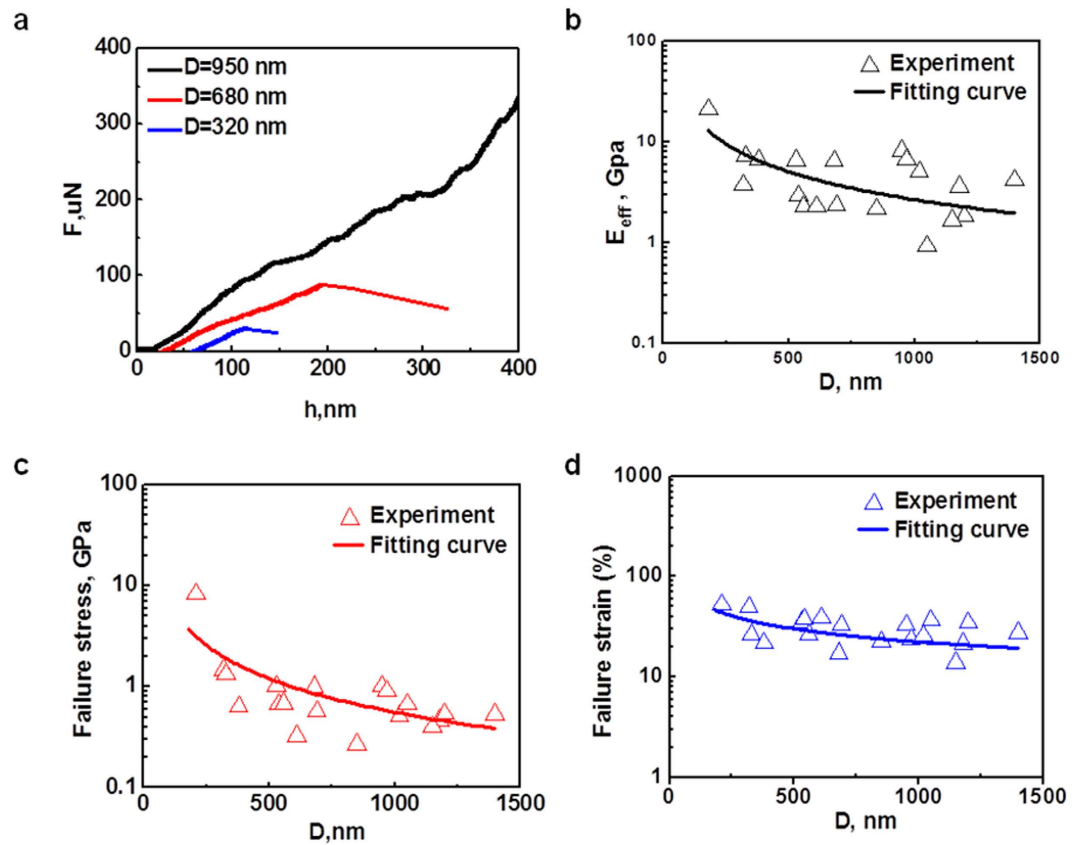 a
D=950 nm
D=680 nm
D=320 nm
F,uN
400
300
200
100
0
0
100
200
300
400
h,nm
b
Experiment
Fitting curve
E_eff, Gpa
100
10
1
0.1
0
500
1000
1500
D, nm
c
Experiment
Fitting curve
Failure stress, GPa
100
10
1
0.1
0
500
1000
1500
D,nm
d
Experiment
Fitting curve
Failure strain (%)
1000
100
10
1
0
500
1000
1500
D, nm